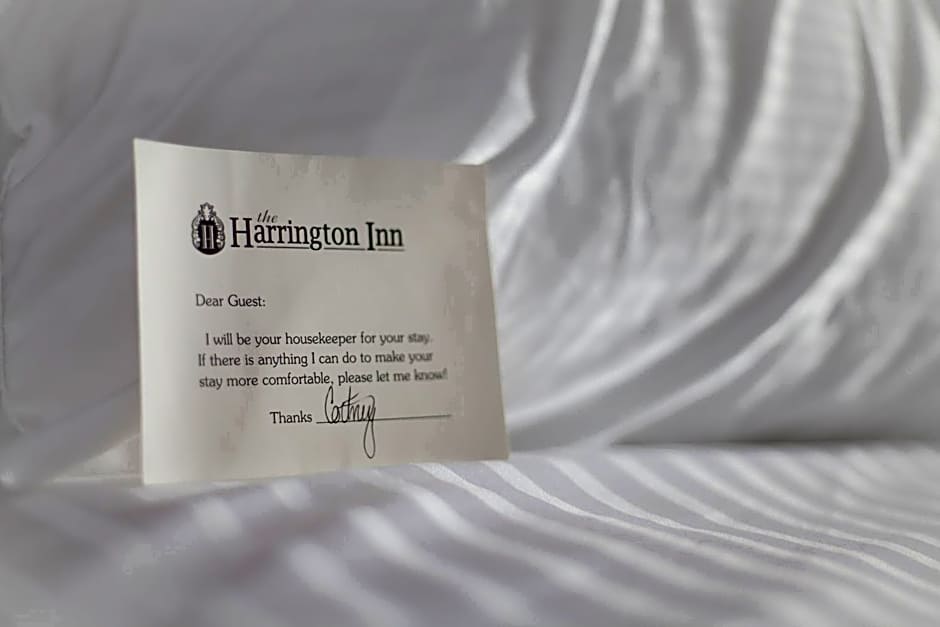 the
Harrington Inn
Dear Guest:
I will be your housekeeper for your stay.
If there is anything I can do to make your
stay more comfortable, please let me know!
Thanks Cortney